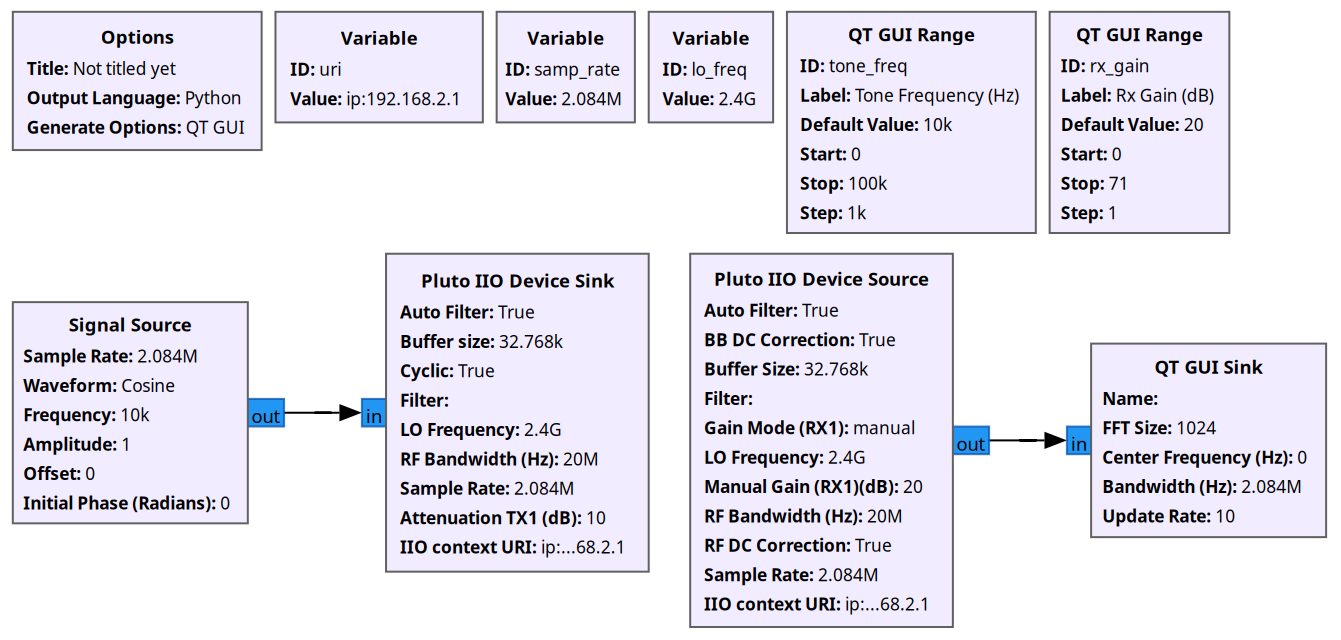 Options
Title: Not titled yet
Output Language: Python
Generate Options: QT GUI
Variable
ID: uri
Value: ip:192.168.2.1
Variable
ID: samp_rate
Value: 2.084M
Variable
ID: lo_freq
Value: 2.4G
QT GUI Range
ID: tone_freq
Label: Tone Frequency (Hz)
Default Value: 10k
Start: 0
Stop: 100k
Step: 1k
QT GUI Range
ID: rx_gain
Label: Rx Gain (dB)
Default Value: 20
Start: 0
Stop: 71
Step: 1
Signal Source
Sample Rate: 2.084M
Waveform: Cosine
Frequency: 10k
Amplitude: 1
Offset: 0
Initial Phase (Radians): 0
out
in
Pluto IIO Device Sink
Auto Filter: True
Buffer size: 32.768k
Cyclic: True
Filter:
LO Frequency: 2.4G
RF Bandwidth (Hz): 20M
Sample Rate: 2.084M
Attenuation TX1 (dB): 10
IIO context URI: ip:...68.2.1
Pluto IIO Device Source
Auto Filter: True
BB DC Correction: True
Buffer Size: 32.768k
Filter:
Gain Mode (RX1): manual
LO Frequency: 2.4G
Manual Gain (RX1)(dB): 20
RF Bandwidth (Hz): 20M
RF DC Correction: True
Sample Rate: 2.084M
IIO context URI: ip:...68.2.1
out
in
QT GUI Sink
Name:
FFT Size: 1024
Center Frequency (Hz): 0
Bandwidth (Hz): 2.084M
Update Rate: 10